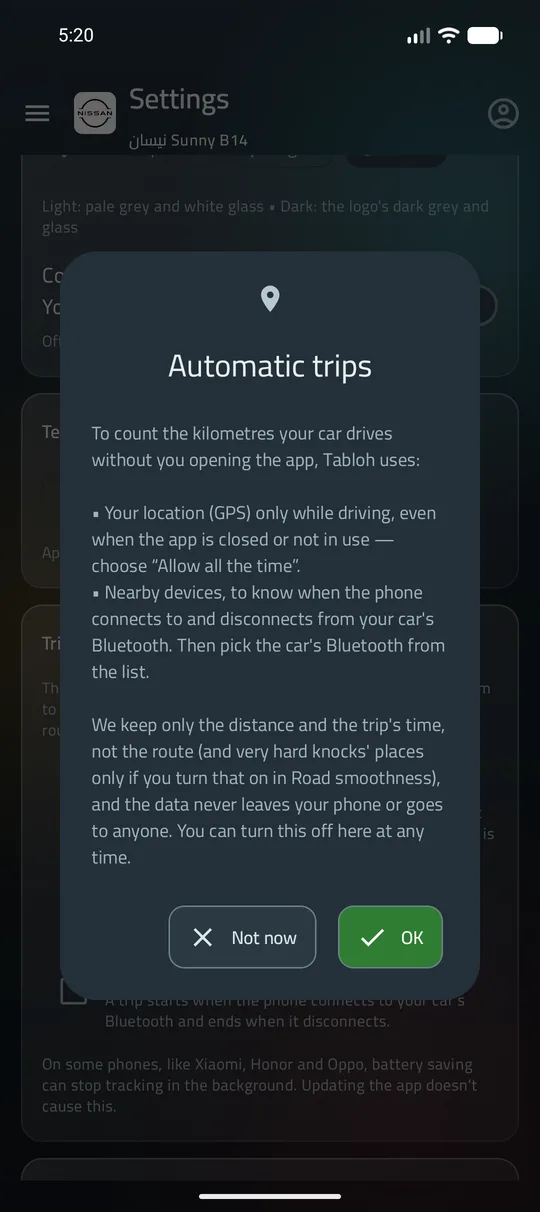 5:20
NISSAN
Settings
نيسان Sunny B14
Light: pale grey and white glass • Dark: the logo's dark grey and
glass
Automatic trips
To count the kilometres your car drives
without you opening the app, Tabloh uses:
▪ Your location (GPS) only while driving, even
when the app is closed or not in use —
choose “Allow all the time”.
▪ Nearby devices, to know when the phone
connects to and disconnects from your car's
Bluetooth. Then pick the car's Bluetooth from
the list.
We keep only the distance and the trip's time,
not the route (and very hard knocks' places
only if you turn that on in Road smoothness),
and the data never leaves your phone or goes
to anyone. You can turn this off here at any
time.
Not now
OK
A trip starts when the phone connects to your car's
Bluetooth and ends when it disconnects.
On some phones, like Xiaomi, Honor and Oppo, battery saving
can stop tracking in the background. Updating the app doesn't
cause this.